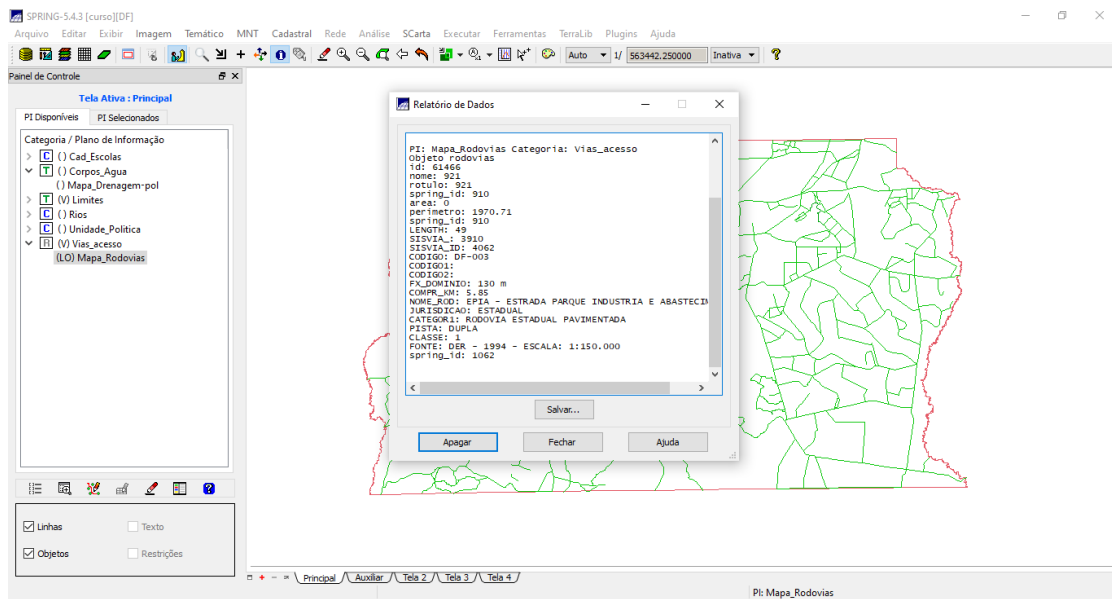 SPRING-5.4.3 [curso][DF]
Arquivo Editar Exibir Imagem Temático MNT Cadastral Rede Análise SCarta Executar Ferramentas TerraLib Plugins Ajuda
Auto 1/ 563442.250000 Inativa
Painel de Controle
Tela Ativa : Principal
PI Disponíveis PI Selecionados
Categoria / Plano de Informação
C () Cad_Escolas
T () Corpos_Agua
() Mapa_Drenagem-pol
T (V) Limites
C () Rios
C () Unidade_Politica
R (V) Vias_acesso
(LO) Mapa_Rodovias
Linhas Texto
Objetos Restrições
Relatório de Dados
PI: Mapa_Rodovias Categoria: Vias_acesso
Objeto rodovias
id: 61466
nome: 921
rotulo: 921
spring_id: 910
area: 0
perimetro: 1970.71
spring_id: 910
LENGTH: 49
SISVIA_: 3910
SISVIA_ID: 4062
CODIGO: DF-003
CODIGO1:
CODIGO2:
FX_DOMINIO: 130 m
COMPR_KM: 5.85
NOME_ROD: EPIA - ESTRADA PARQUE INDUSTRIA E ABASTECIM
JURISDICAO: ESTADUAL
CATEGOR1: RODOVIA ESTADUAL PAVIMENTADA
PISTA: DUPLA
CLASSE: 1
FONTE: DER - 1994 - ESCALA: 1:150.000
spring_id: 1062
Salvar...
Apagar Fechar Ajuda
Principal Auxiliar Tela 2 Tela 3 Tela 4
PI: Mapa_Rodovias